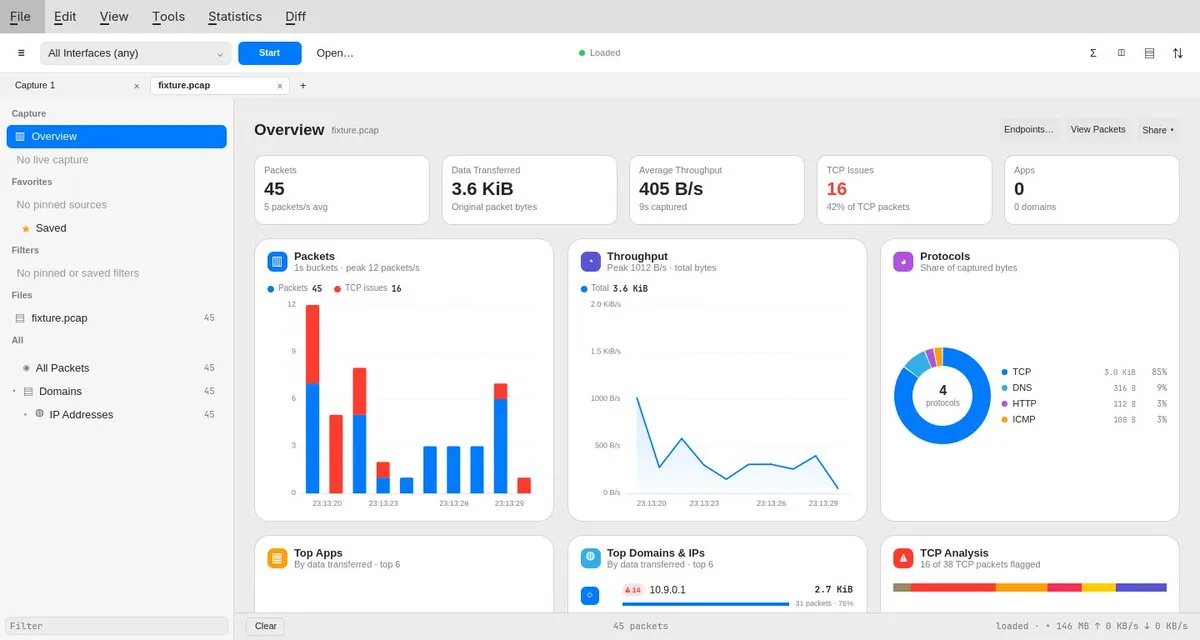 File Edit View Tools Statistics Diff
All Interfaces (any) Start Open… Loaded Σ
Capture 1 × fixture.pcap × +
Capture
Overview
No live capture
Favorites
No pinned sources
Saved
Filters
No pinned or saved filters
Files
fixture.pcap 45
All
All Packets 45
Domains 45
IP Addresses 45
Filter
Overview fixture.pcap Endpoints… View Packets Share
Packets
45
5 packets/s avg
Data Transferred
3.6 KiB
Original packet bytes
Average Throughput
405 B/s
9s captured
TCP Issues
16
42% of TCP packets
Apps
0
0 domains
Packets
1s buckets · peak 12 packets/s
Packets 45 TCP issues 16
12
9
6
3
0
23:13:20 23:13:23 23:13:26 23:13:29
Throughput
Peak 1012 B/s · total bytes
Total 3.6 KiB
2.0 KiB/s
1.5 KiB/s
1000 B/s
500 B/s
0 B/s
23:13:20 23:13:23 23:13:26 23:13:29
Protocols
Share of captured bytes
4
protocols
TCP 3.0 KiB 85%
DNS 316 B 9%
HTTP 112 B 3%
ICMP 108 B 3%
Top Apps
By data transferred · top 6
Top Domains & IPs
By data transferred · top 6
14 10.9.0.1 2.7 KiB
31 packets · 76%
TCP Analysis
16 of 38 TCP packets flagged
Clear 45 packets loaded · • 146 MB ↑ 0 KB/s ↓ 0 KB/s